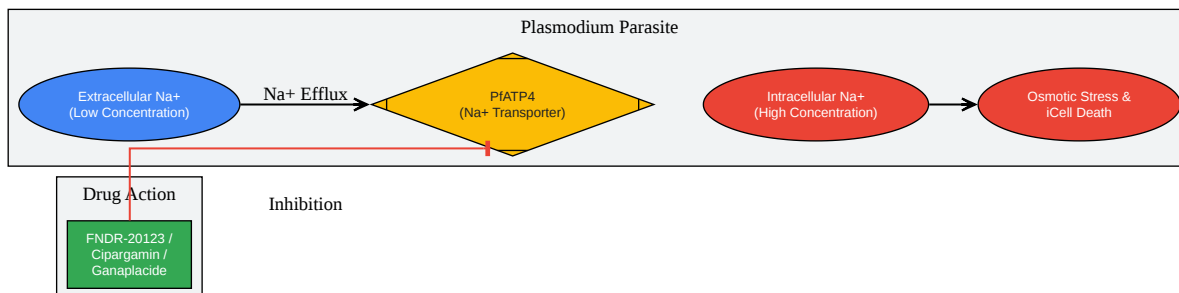 Plasmodium Parasite
Extracellular Na+
(Low Concentration)
Na+ Efflux
PfATP4
(Na+ Transporter)
Intracellular Na+
(High Concentration)
Osmotic Stress &
iCell Death
Drug Action
Inhibition
FNDR-20123 /
Cipargamin /
Ganaplacide